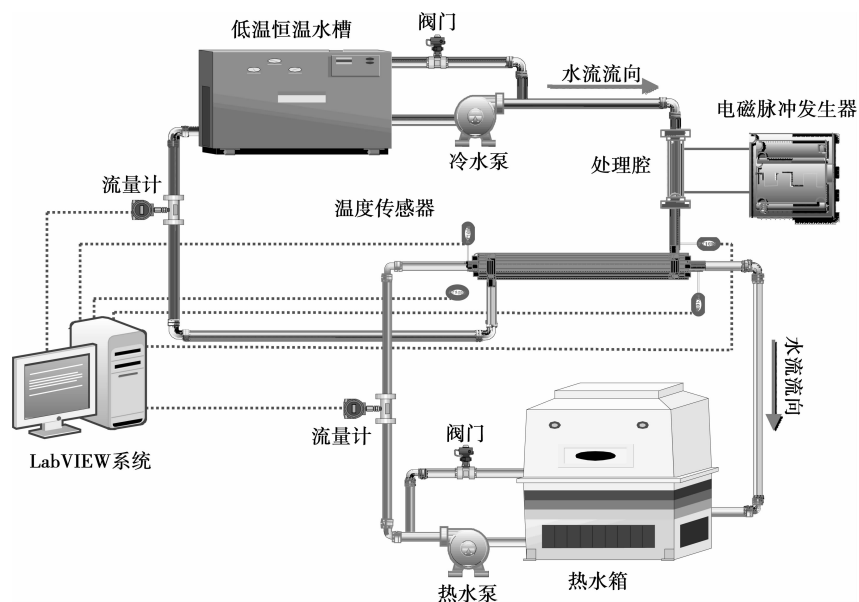 阀门
低温恒温水槽
水流流向
电磁脉冲发生器
冷水泵
处理腔
流量计
温度传感器
水流流向
流量计
阀门
LabVIEW系统
热水泵
热水箱